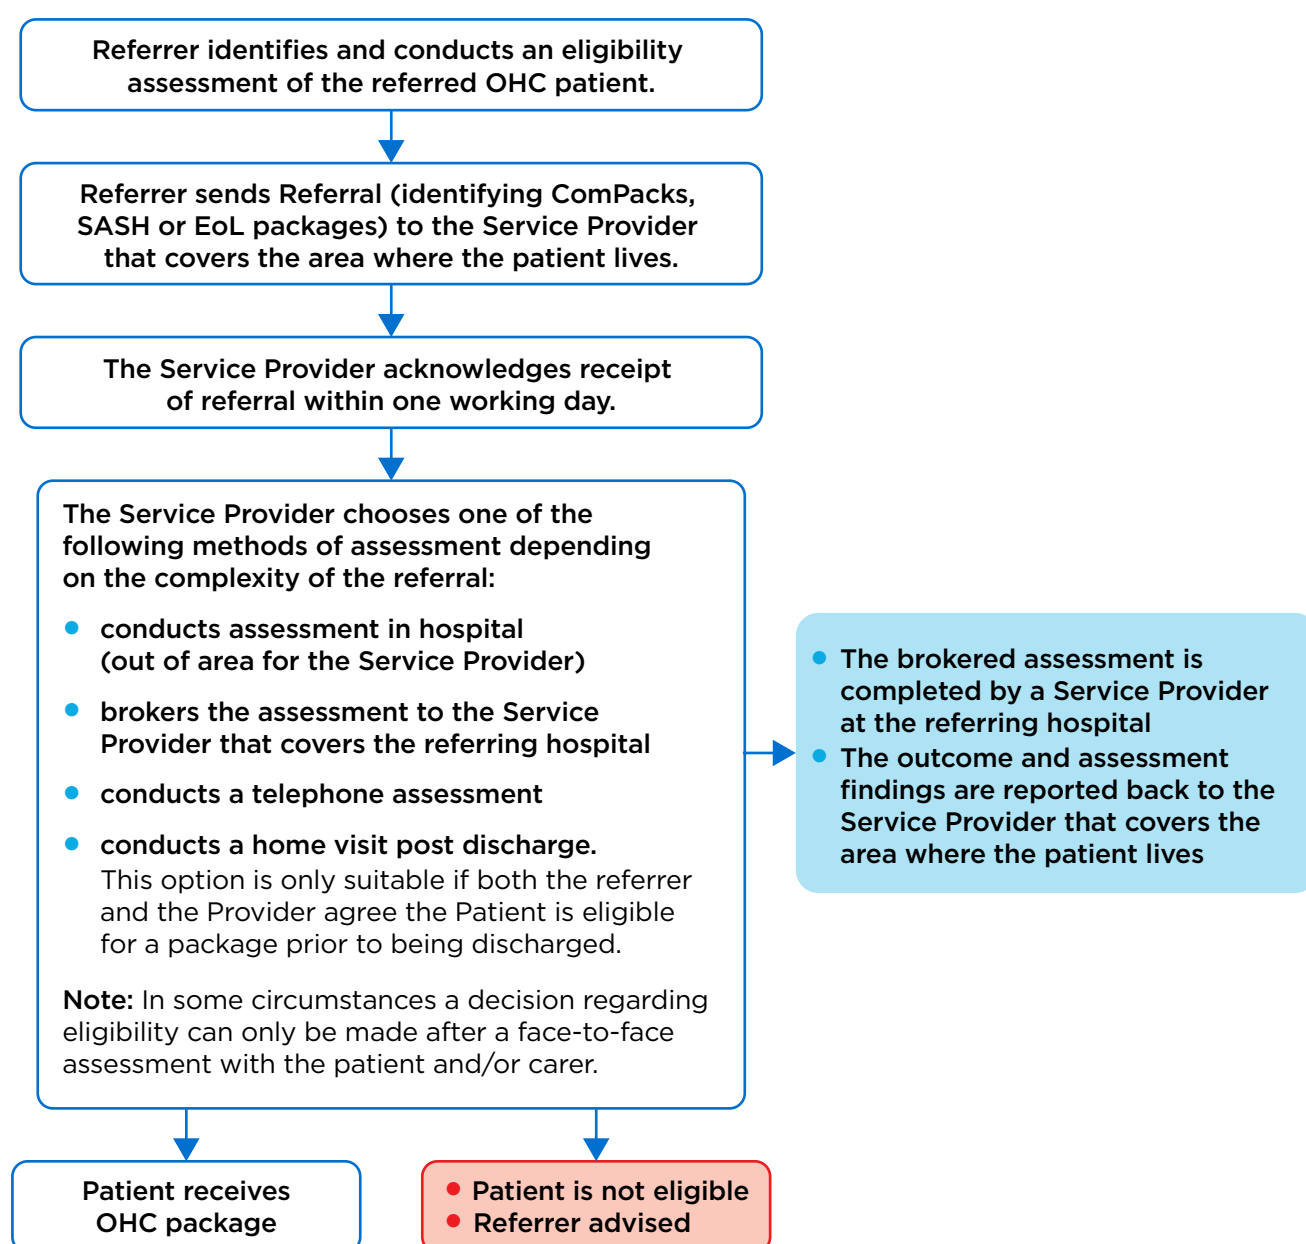 Referrer identifies and conducts an eligibility
assessment of the referred OHC patient.
Referrer sends Referral (identifying ComPacks,
SASH or EoL packages) to the Service Provider
that covers the area where the patient lives.
The Service Provider acknowledges receipt
of referral within one working day.
The Service Provider chooses one of the
following methods of assessment depending
on the complexity of the referral:
• conducts assessment in hospital
(out of area for the Service Provider)
• brokers the assessment to the Service
Provider that covers the referring hospital
• conducts a telephone assessment
• conducts a home visit post discharge.
This option is only suitable if both the referrer
and the Provider agree the Patient is eligible
for a package prior to being discharged.
Note: In some circumstances a decision regarding
eligibility can only be made after a face-to-face
assessment with the patient and/or carer.
• The brokered assessment is
completed by a Service Provider
at the referring hospital
• The outcome and assessment
findings are reported back to the
Service Provider that covers the
area where the patient lives
Patient receives
OHC package
• Patient is not eligible
• Referrer advised